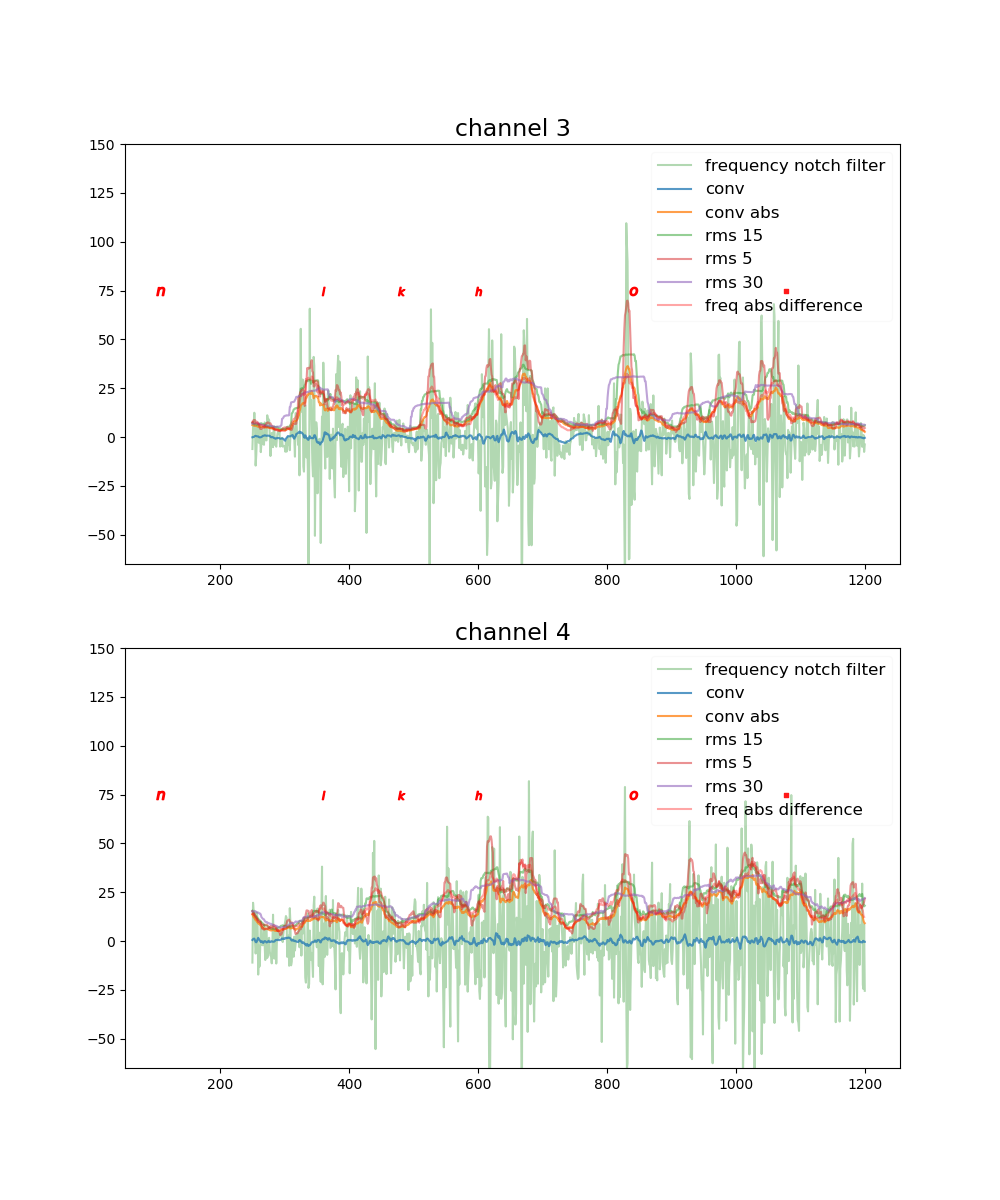 channel 3
150
125
100
75
50
25
0
−25
−50
frequency notch filter
conv
conv abs
rms 15
rms 5
rms 30
freq abs difference
n l k h o .
200 400 600 800 1000 1200
channel 4
150
125
100
75
50
25
0
−25
−50
frequency notch filter
conv
conv abs
rms 15
rms 5
rms 30
freq abs difference
n l k h o .
200 400 600 800 1000 1200